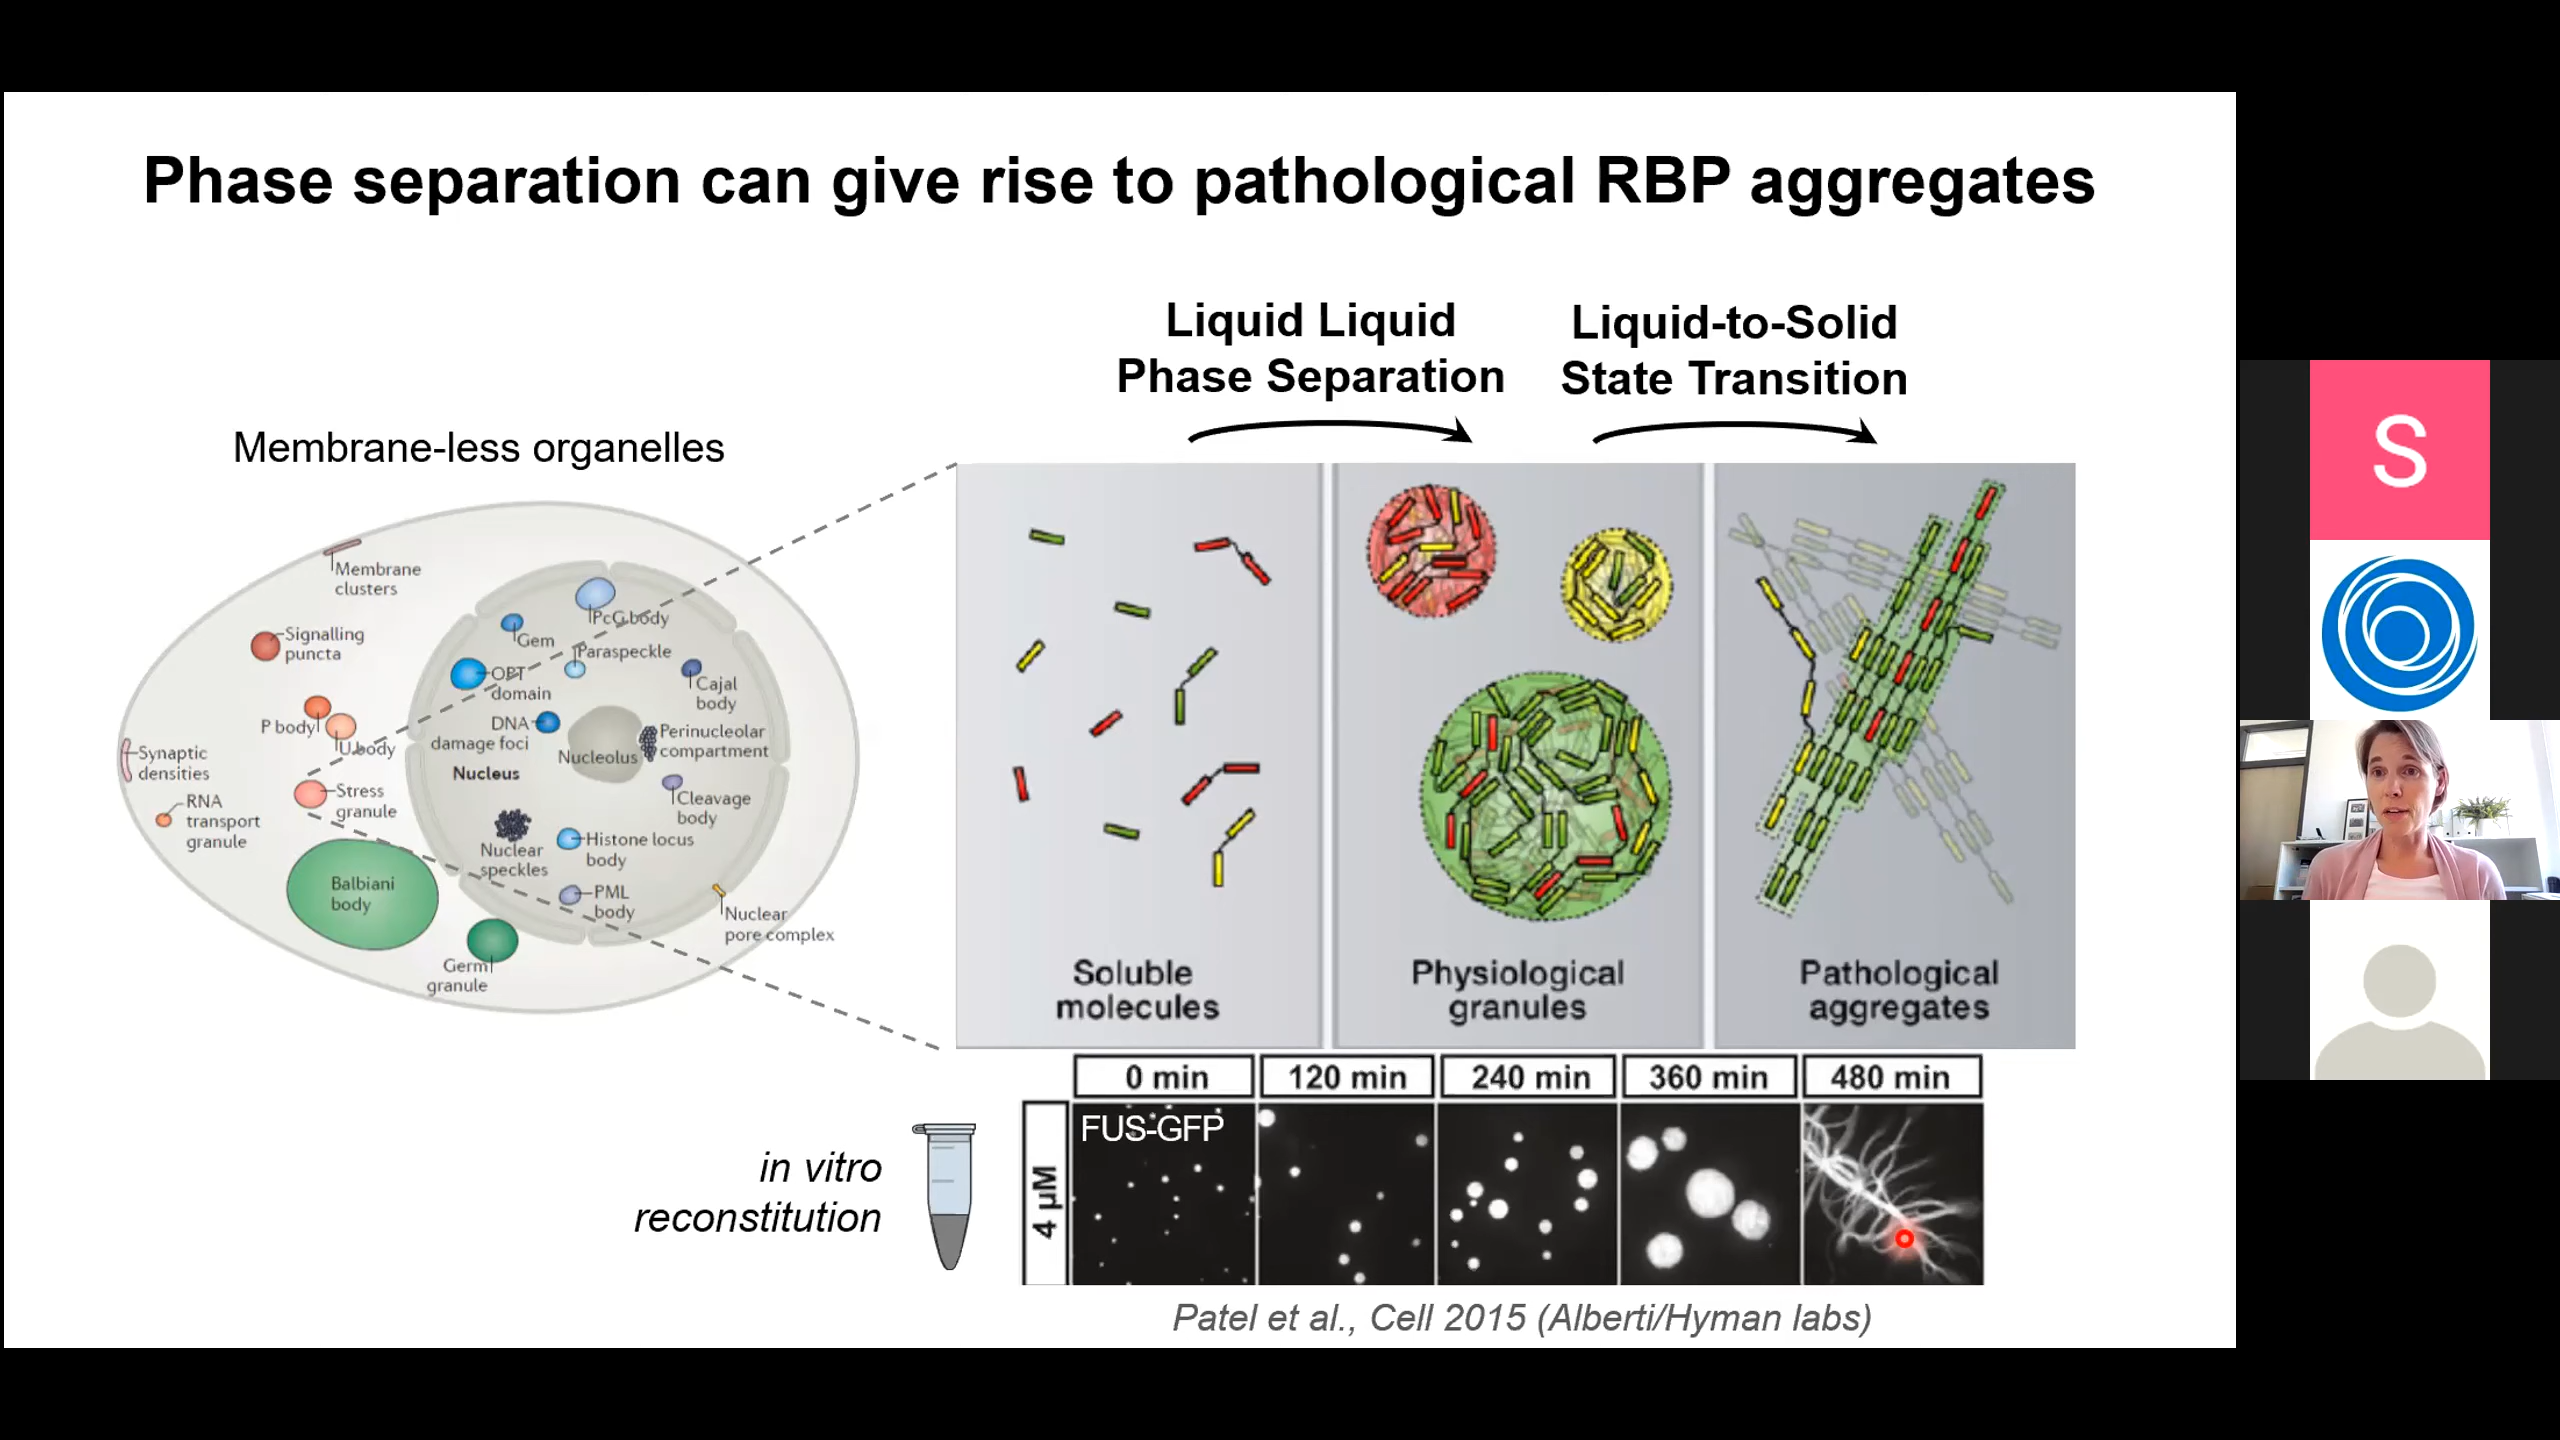 Phase separation can give rise to pathological RBP aggregates
Liquid Liquid
Phase Separation
Liquid-to-Solid
State Transition
Membrane-less organelles
Membrane
clusters
Signalling
puncta
P body
U body
Synaptic
densities
RNA
transport
granule
Stress
granule
Balbiani
body
Germ
granule
PcG body
Gem
Paraspeckle
OPT
domain
Cajal
body
DNA
damage foci
Nucleolus
Perinucleolar
compartment
Nucleus
Cleavage
body
Nuclear
speckles
Histone locus
body
PML
body
Nuclear
pore complex
Soluble
molecules
Physiological
granules
Pathological
aggregates
0 min
120 min
240 min
360 min
480 min
4 µM
FUS-GFP
in vitro
reconstitution
Patel et al., Cell 2015 (Alberti/Hyman labs)
S